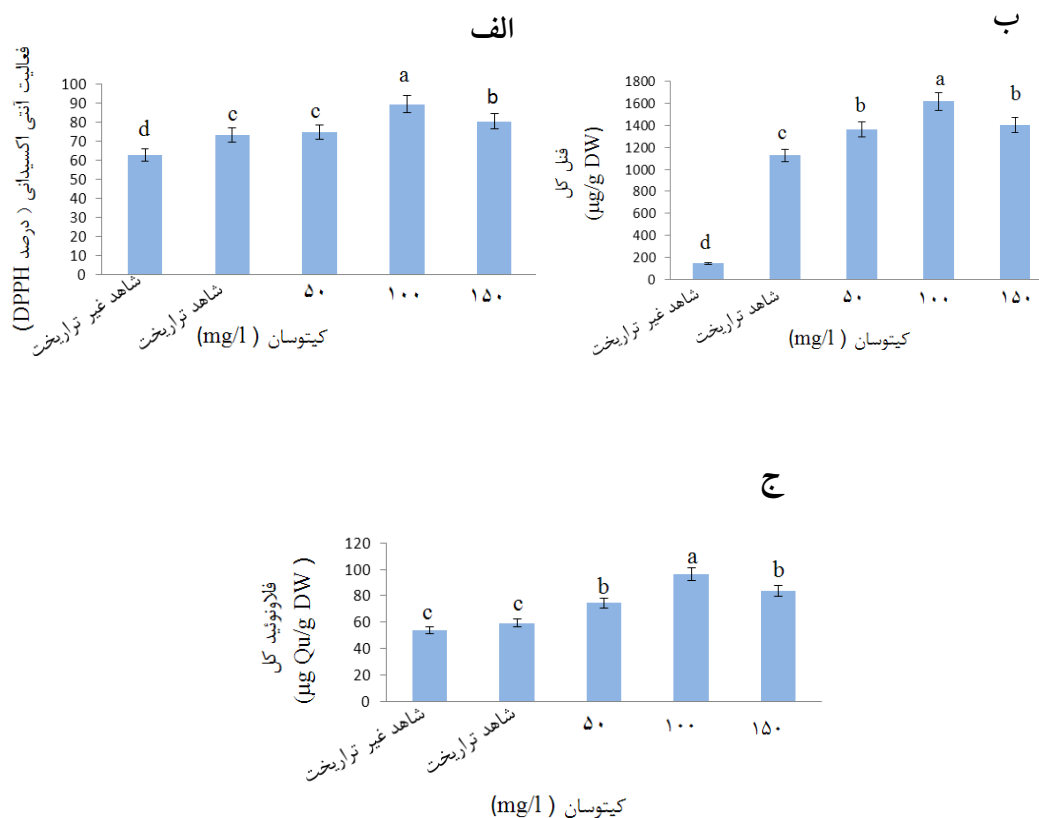 الف
فعالیت آنتی اکسیدانی ( درصد DPPH)
100
90
80
70
60
50
40
30
20
10
0
d
c
c
a
b
شاهد غیر تراریخت
شاهد تراریخت
۵۰
۱۰۰
۱۵۰
کیتوسان ( mg/l)
ب
فنل کل
(µg/g DW)
1800
1600
1400
1200
1000
800
600
400
200
0
d
c
b
a
b
شاهد غیر تراریخت
شاهد تراریخت
۵۰
۱۰۰
۱۵۰
کیتوسان ( mg/l)
ج
فلاونوئید کل
(µg Qu/g DW )
120
100
80
60
40
20
0
c
c
b
a
b
شاهد غیر تراریخت
شاهد تراریخت
۵۰
۱۰۰
۱۵۰
کیتوسان ( mg/l)